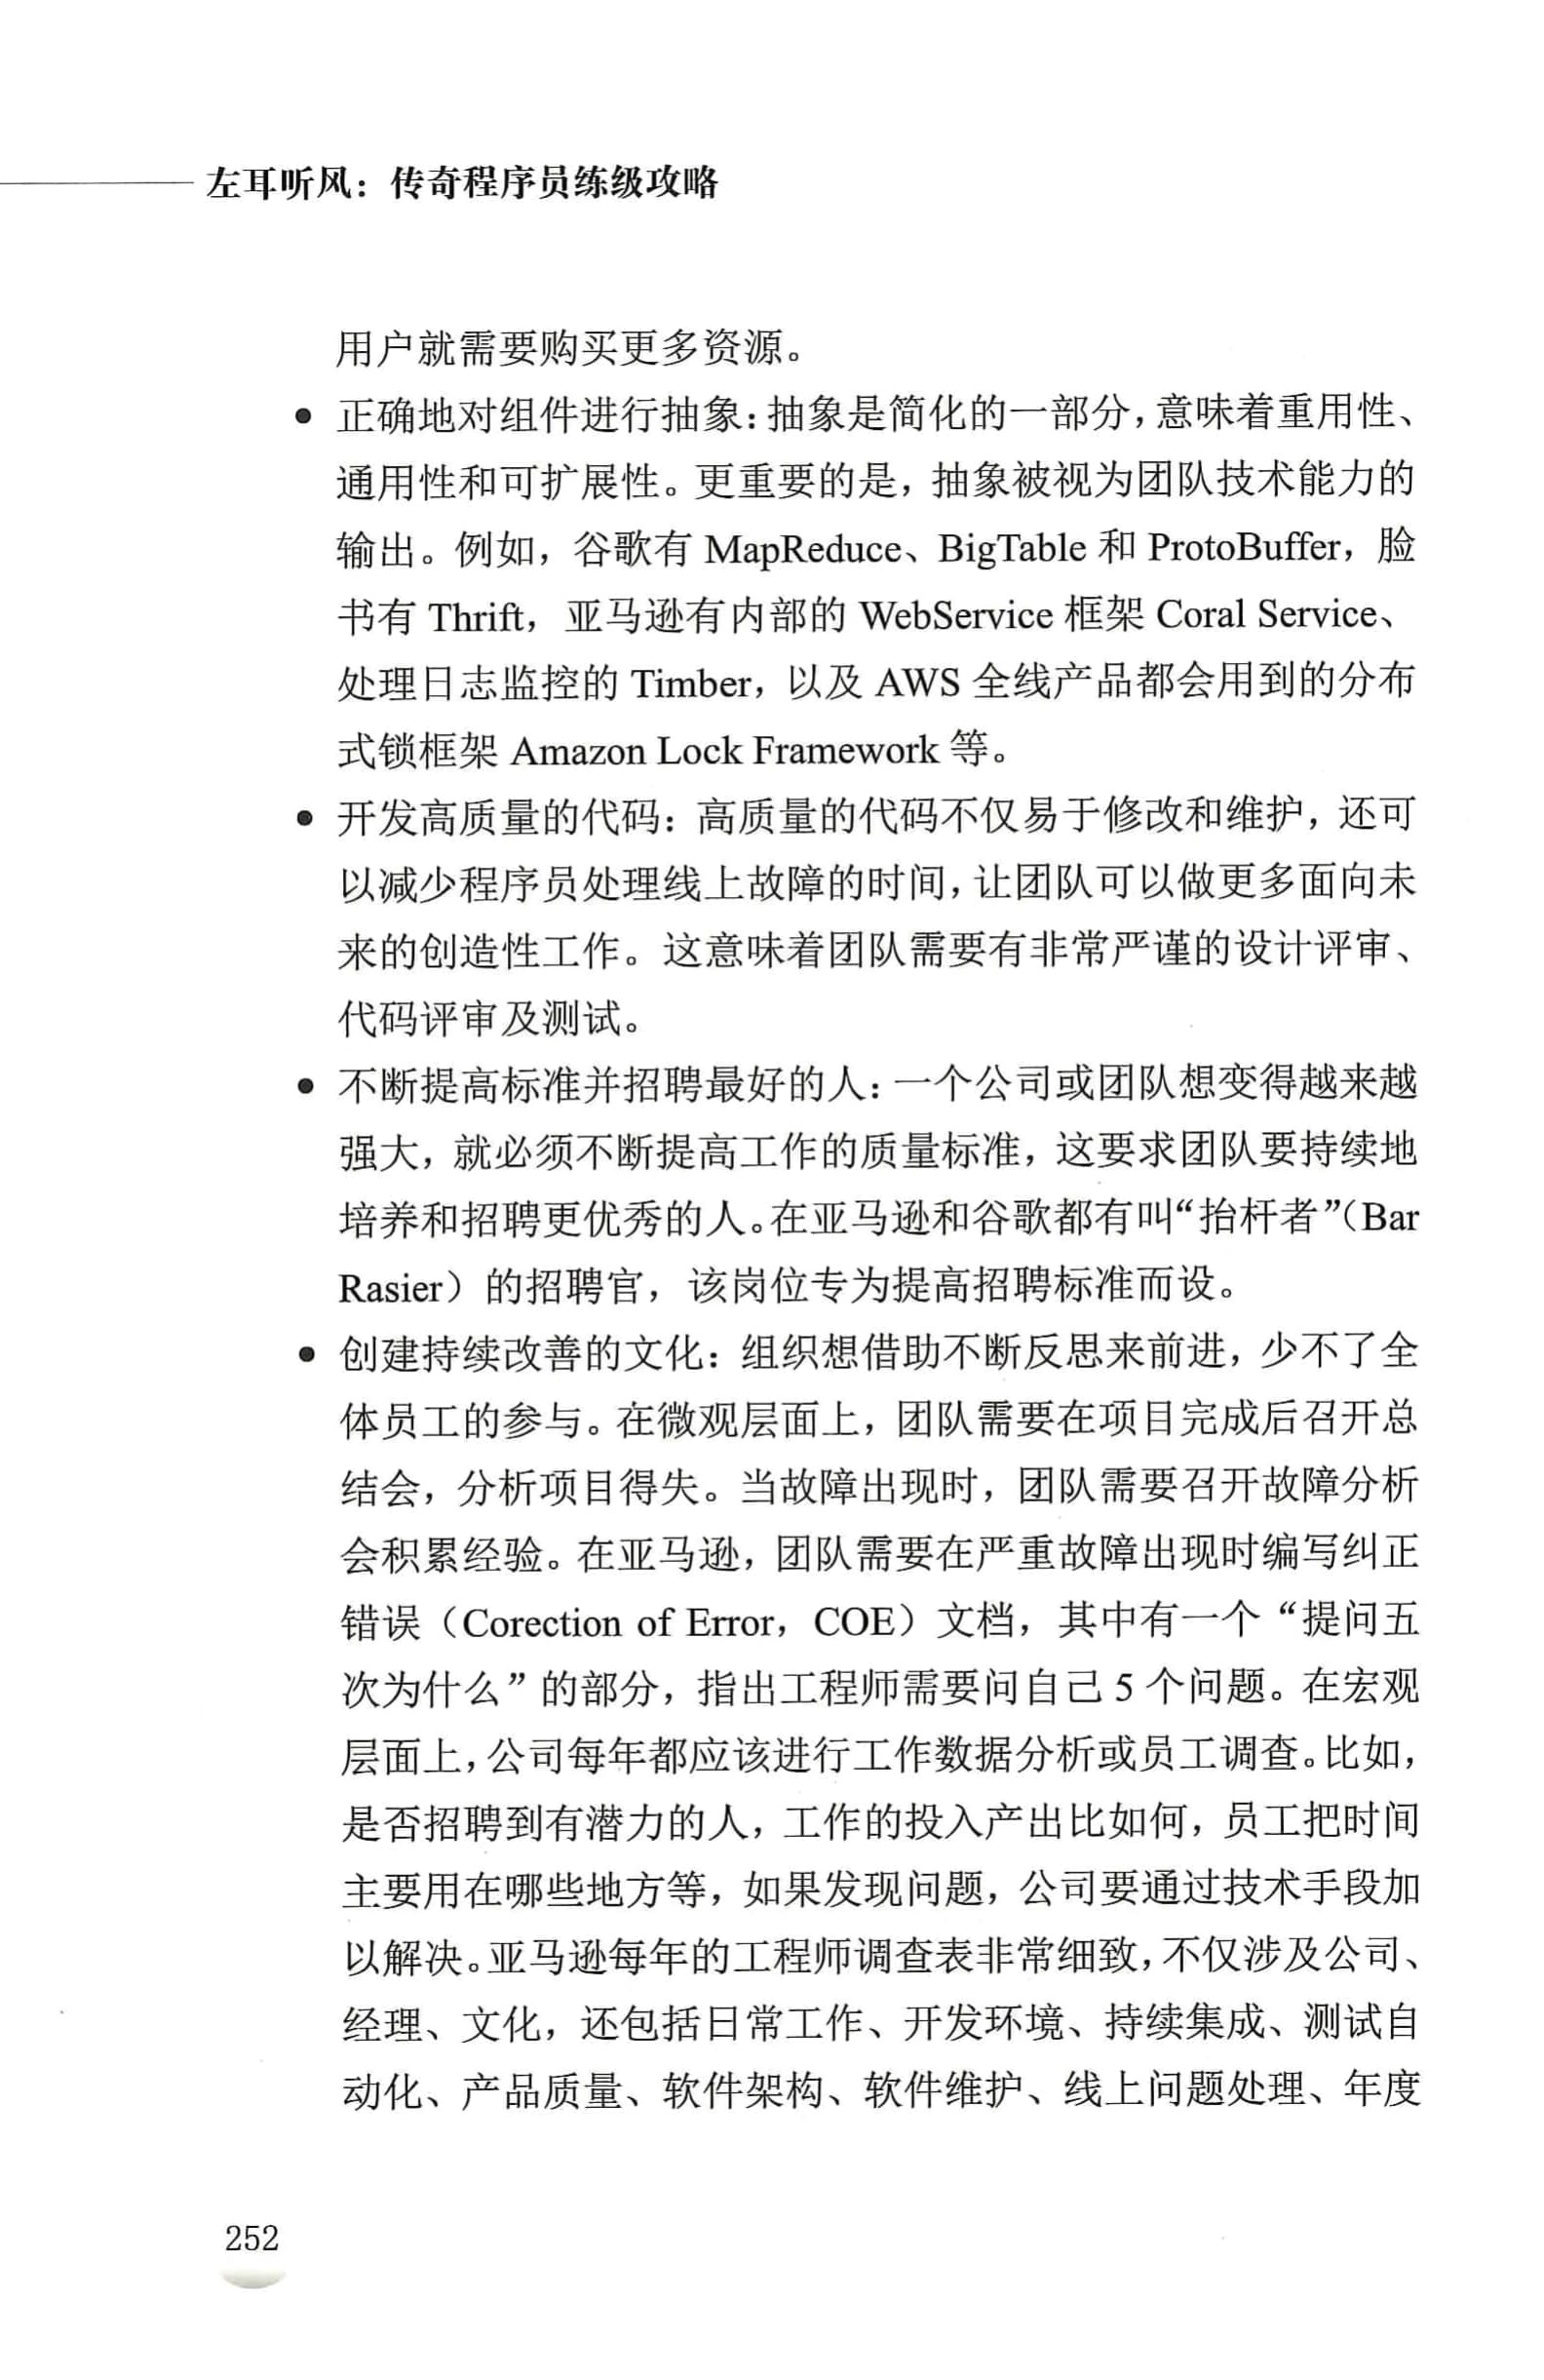 左耳听风：传奇程序员练级攻略
用户就需要购买更多资源。
● 正确地对组件进行抽象：抽象是简化的一部分，意味着重用性、
通用性和可扩展性。更重要的是，抽象被视为团队技术能力的
输出。例如，谷歌有 MapReduce、BigTable 和 ProtoBuffer，脸
书有 Thrift，亚马逊有内部的 WebService 框架 Coral Service、
处理日志监控的 Timber，以及 AWS 全线产品都会用到的分布
式锁框架 Amazon Lock Framework 等。
● 开发高质量的代码：高质量的代码不仅易于修改和维护，还可
以减少程序员处理线上故障的时间，让团队可以做更多面向未
来的创造性工作。这意味着团队需要有非常严谨的设计评审、
代码评审及测试。
● 不断提高标准并招聘最好的人：一个公司或团队想变得越来越
强大，就必须不断提高工作的质量标准，这要求团队要持续地
培养和招聘更优秀的人。在亚马逊和谷歌都有叫“抬杆者”（Bar
Rasier）的招聘官，该岗位专为提高招聘标准而设。
● 创建持续改善的文化：组织想借助不断反思来前进，少不了全
体员工的参与。在微观层面上，团队需要在项目完成后召开总
结会，分析项目得失。当故障出现时，团队需要召开故障分析
会积累经验。在亚马逊，团队需要在严重故障出现时编写纠正
错误（Corection of Error，COE）文档，其中有一个“提问五
次为什么”的部分，指出工程师需要问自己 5 个问题。在宏观
层面上，公司每年都应该进行工作数据分析或员工调查。比如，
是否招聘到有潜力的人，工作的投入产出比如何，员工把时间
主要用在哪些地方等，如果发现问题，公司要通过技术手段加
以解决。亚马逊每年的工程师调查表非常细致，不仅涉及公司、
经理、文化，还包括日常工作、开发环境、持续集成、测试自
动化、产品质量、软件架构、软件维护、线上问题处理、年度
252